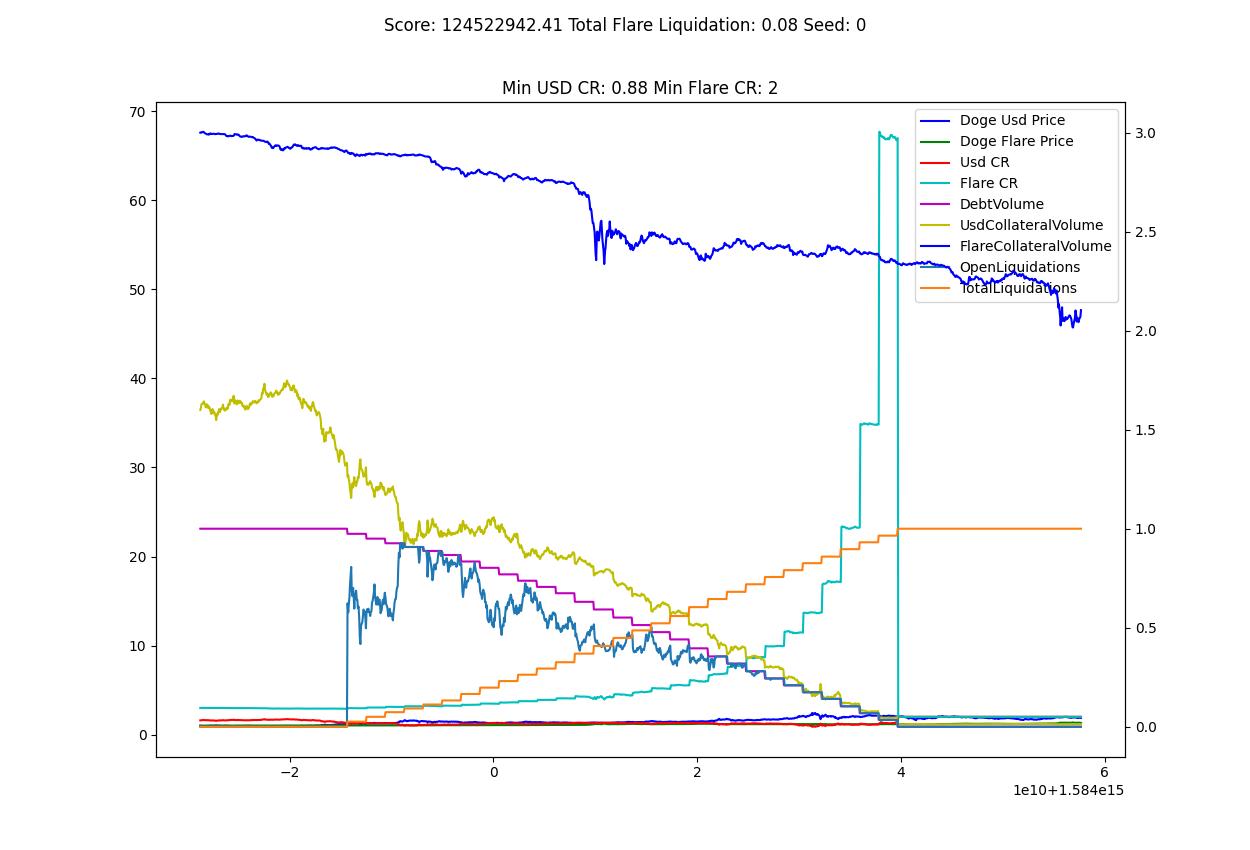 Score: 124522942.41 Total Flare Liquidation: 0.08 Seed: 0
Min USD CR: 0.88 Min Flare CR: 2
70
60
50
40
30
20
10
0
3.0
2.5
2.0
1.5
1.0
0.5
0.0
Doge Usd Price
Doge Flare Price
Usd CR
Flare CR
DebtVolume
UsdCollateralVolume
FlareCollateralVolume
OpenLiquidations
TotalLiquidations
−2 0 2 4 6
1e10+1.584e15